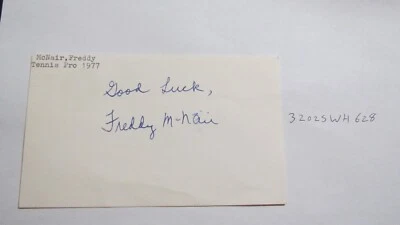 McNair,Freddy
Tennis Pro 1977
Good Luck,
Freddy McNair
32025WH628